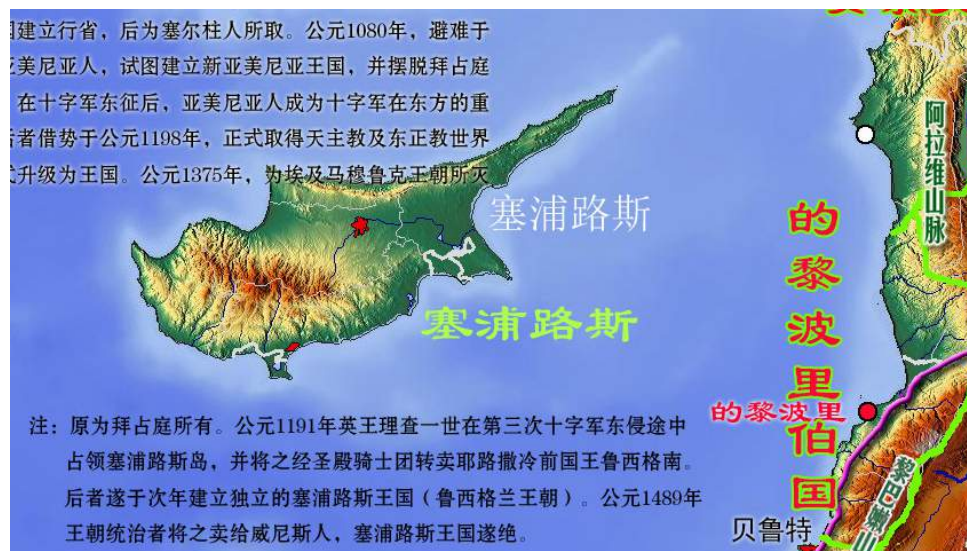 建立行省，后为塞尔柱人所取。公元1080年，避难于
美尼亚人，试图建立新亚美尼亚王国，并摆脱拜占庭
在十字军东征后，亚美尼亚人成为十字军在东方的重
者借势于公元1198年，正式取得天主教及东正教世界
升级为王国。公元1375年，为埃及马穆鲁克王朝所灭
阿拉维山脉
塞浦路斯
塞浦路斯
的黎波里伯国
的黎波里
注：原为拜占庭所有。公元1191年英王理查一世在第三次十字军东侵途中
占领塞浦路斯岛，并将之经圣殿骑士团转卖耶路撒冷前国王鲁西格南。
后者遂于次年建立独立的塞浦路斯王国（鲁西格兰王朝）。公元1489年
王朝统治者将之卖给威尼斯人，塞浦路斯王国遂绝。
贝鲁特
黎巴嫩山